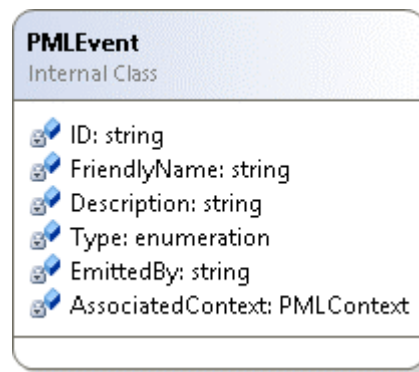 PMLEvent
Internal Class
ID: string
FriendlyName: string
Description: string
Type: enumeration
EmittedBy: string
AssociatedContext: PMLContext